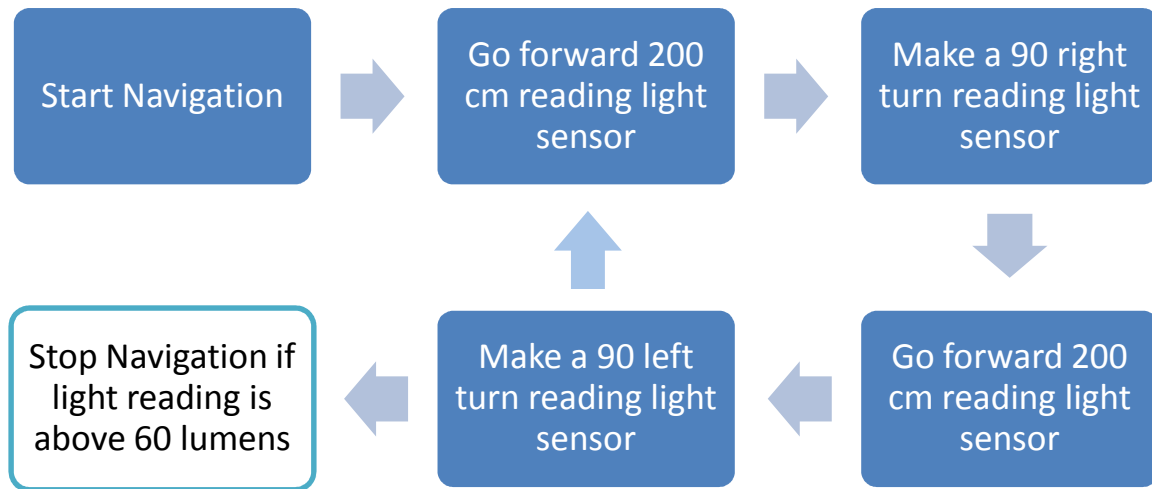 Start Navigation
Go forward 200
cm reading light
sensor
Make a 90 right
turn reading light
sensor
Go forward 200
cm reading light
sensor
Make a 90 left
turn reading light
sensor
Stop Navigation if
light reading is
above 60 lumens